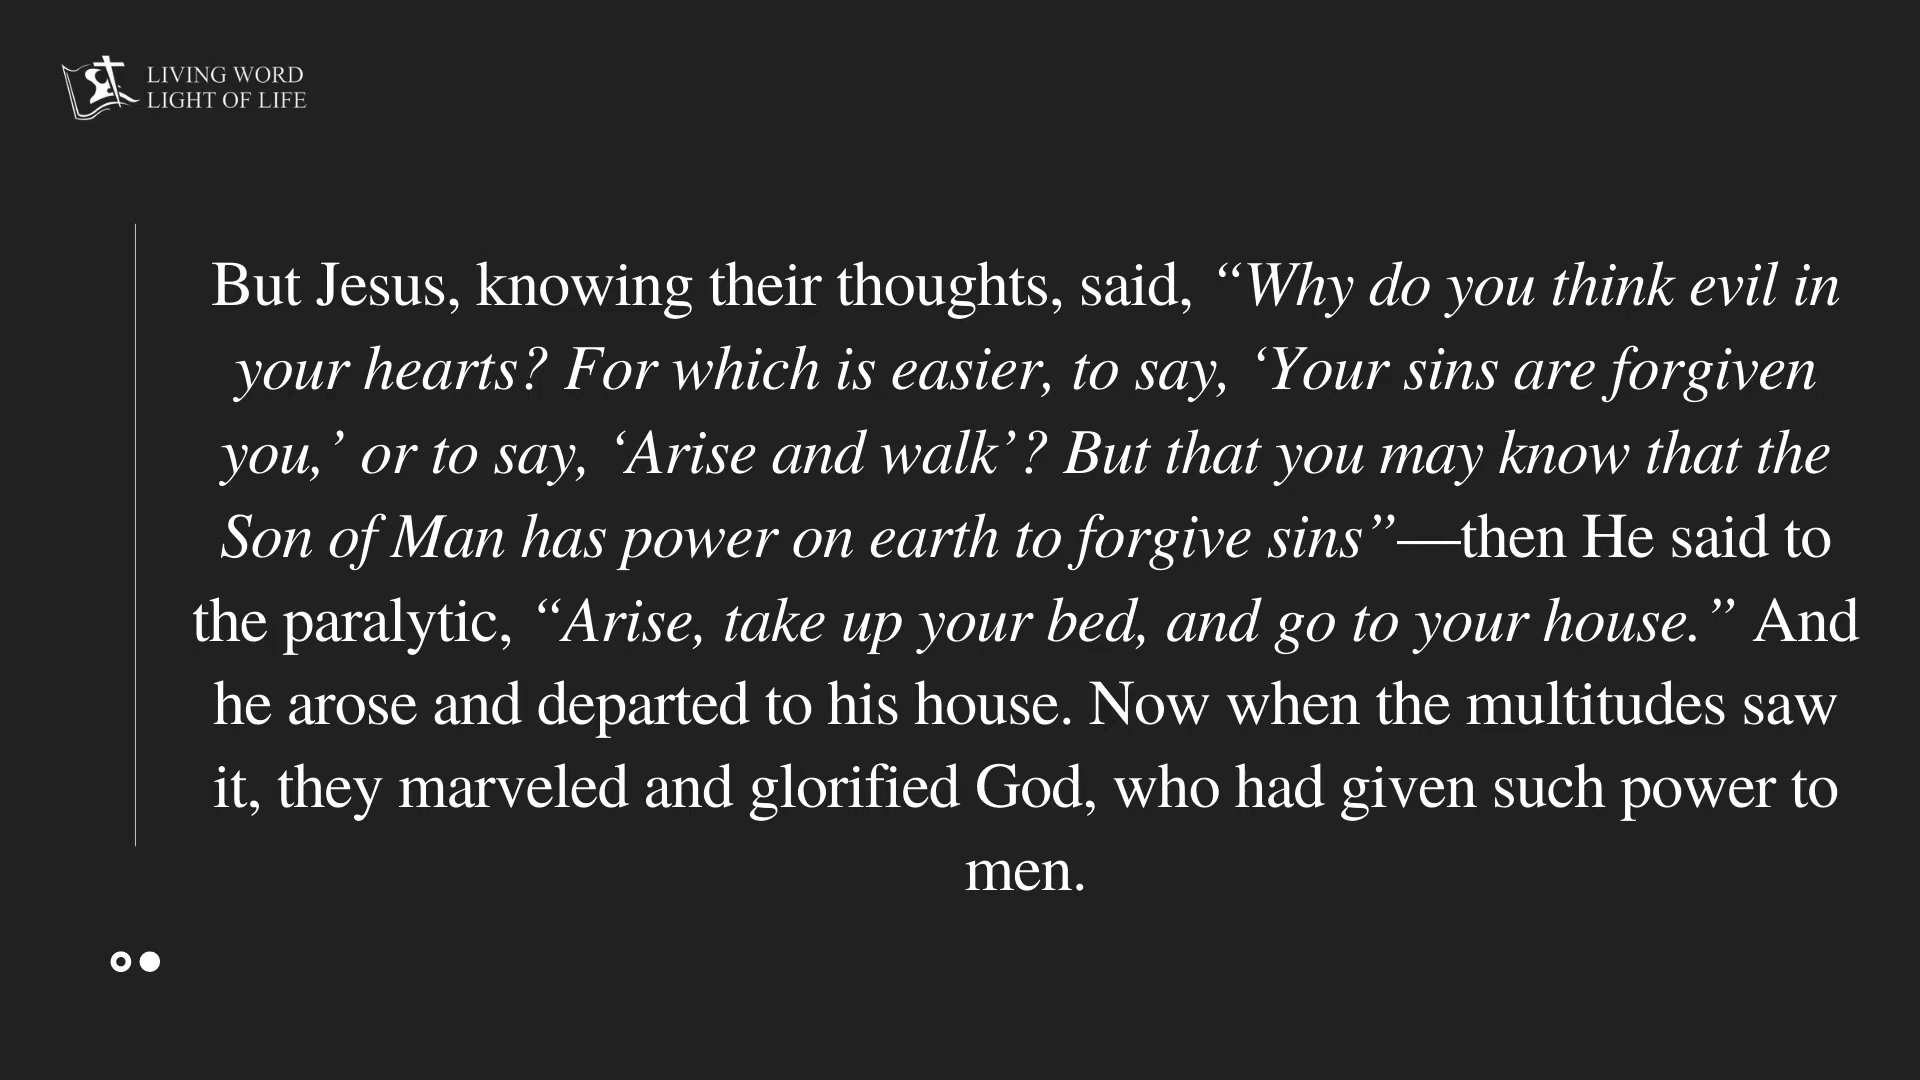 LIVING WORD
LIGHT OF LIFE
But Jesus, knowing their thoughts, said, “Why do you think evil in
your hearts? For which is easier, to say, ‘Your sins are forgiven
you,’ or to say, ‘Arise and walk’? But that you may know that the
Son of Man has power on earth to forgive sins”—then He said to
the paralytic, “Arise, take up your bed, and go to your house.” And
he arose and departed to his house. Now when the multitudes saw
it, they marveled and glorified God, who had given such power to
men.